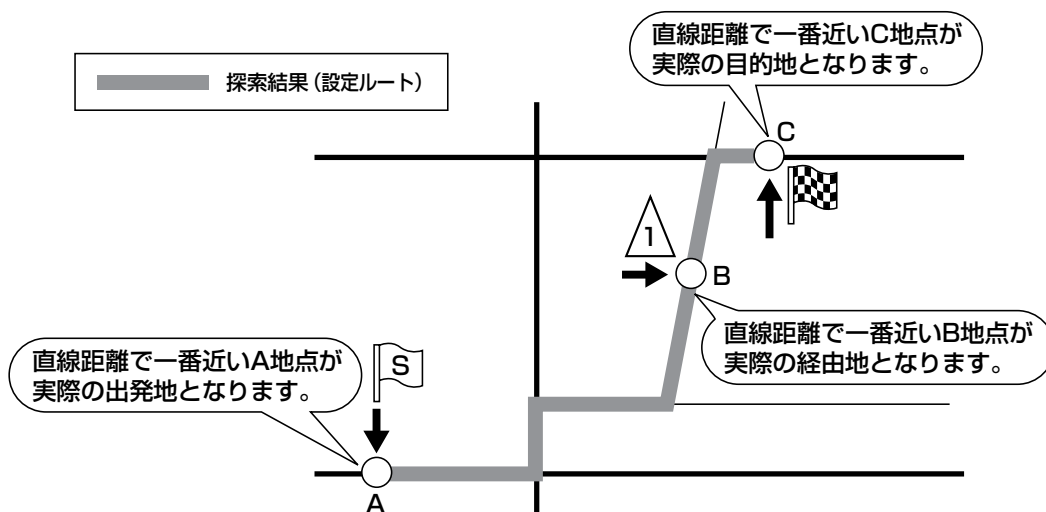 直線距離で一番近いC地点が
実際の目的地となります。
探索結果(設定ルート)
C
1
B
直線距離で一番近いB地点が
実際の経由地となります。
直線距離で一番近いA地点が
実際の出発地となります。
S
A